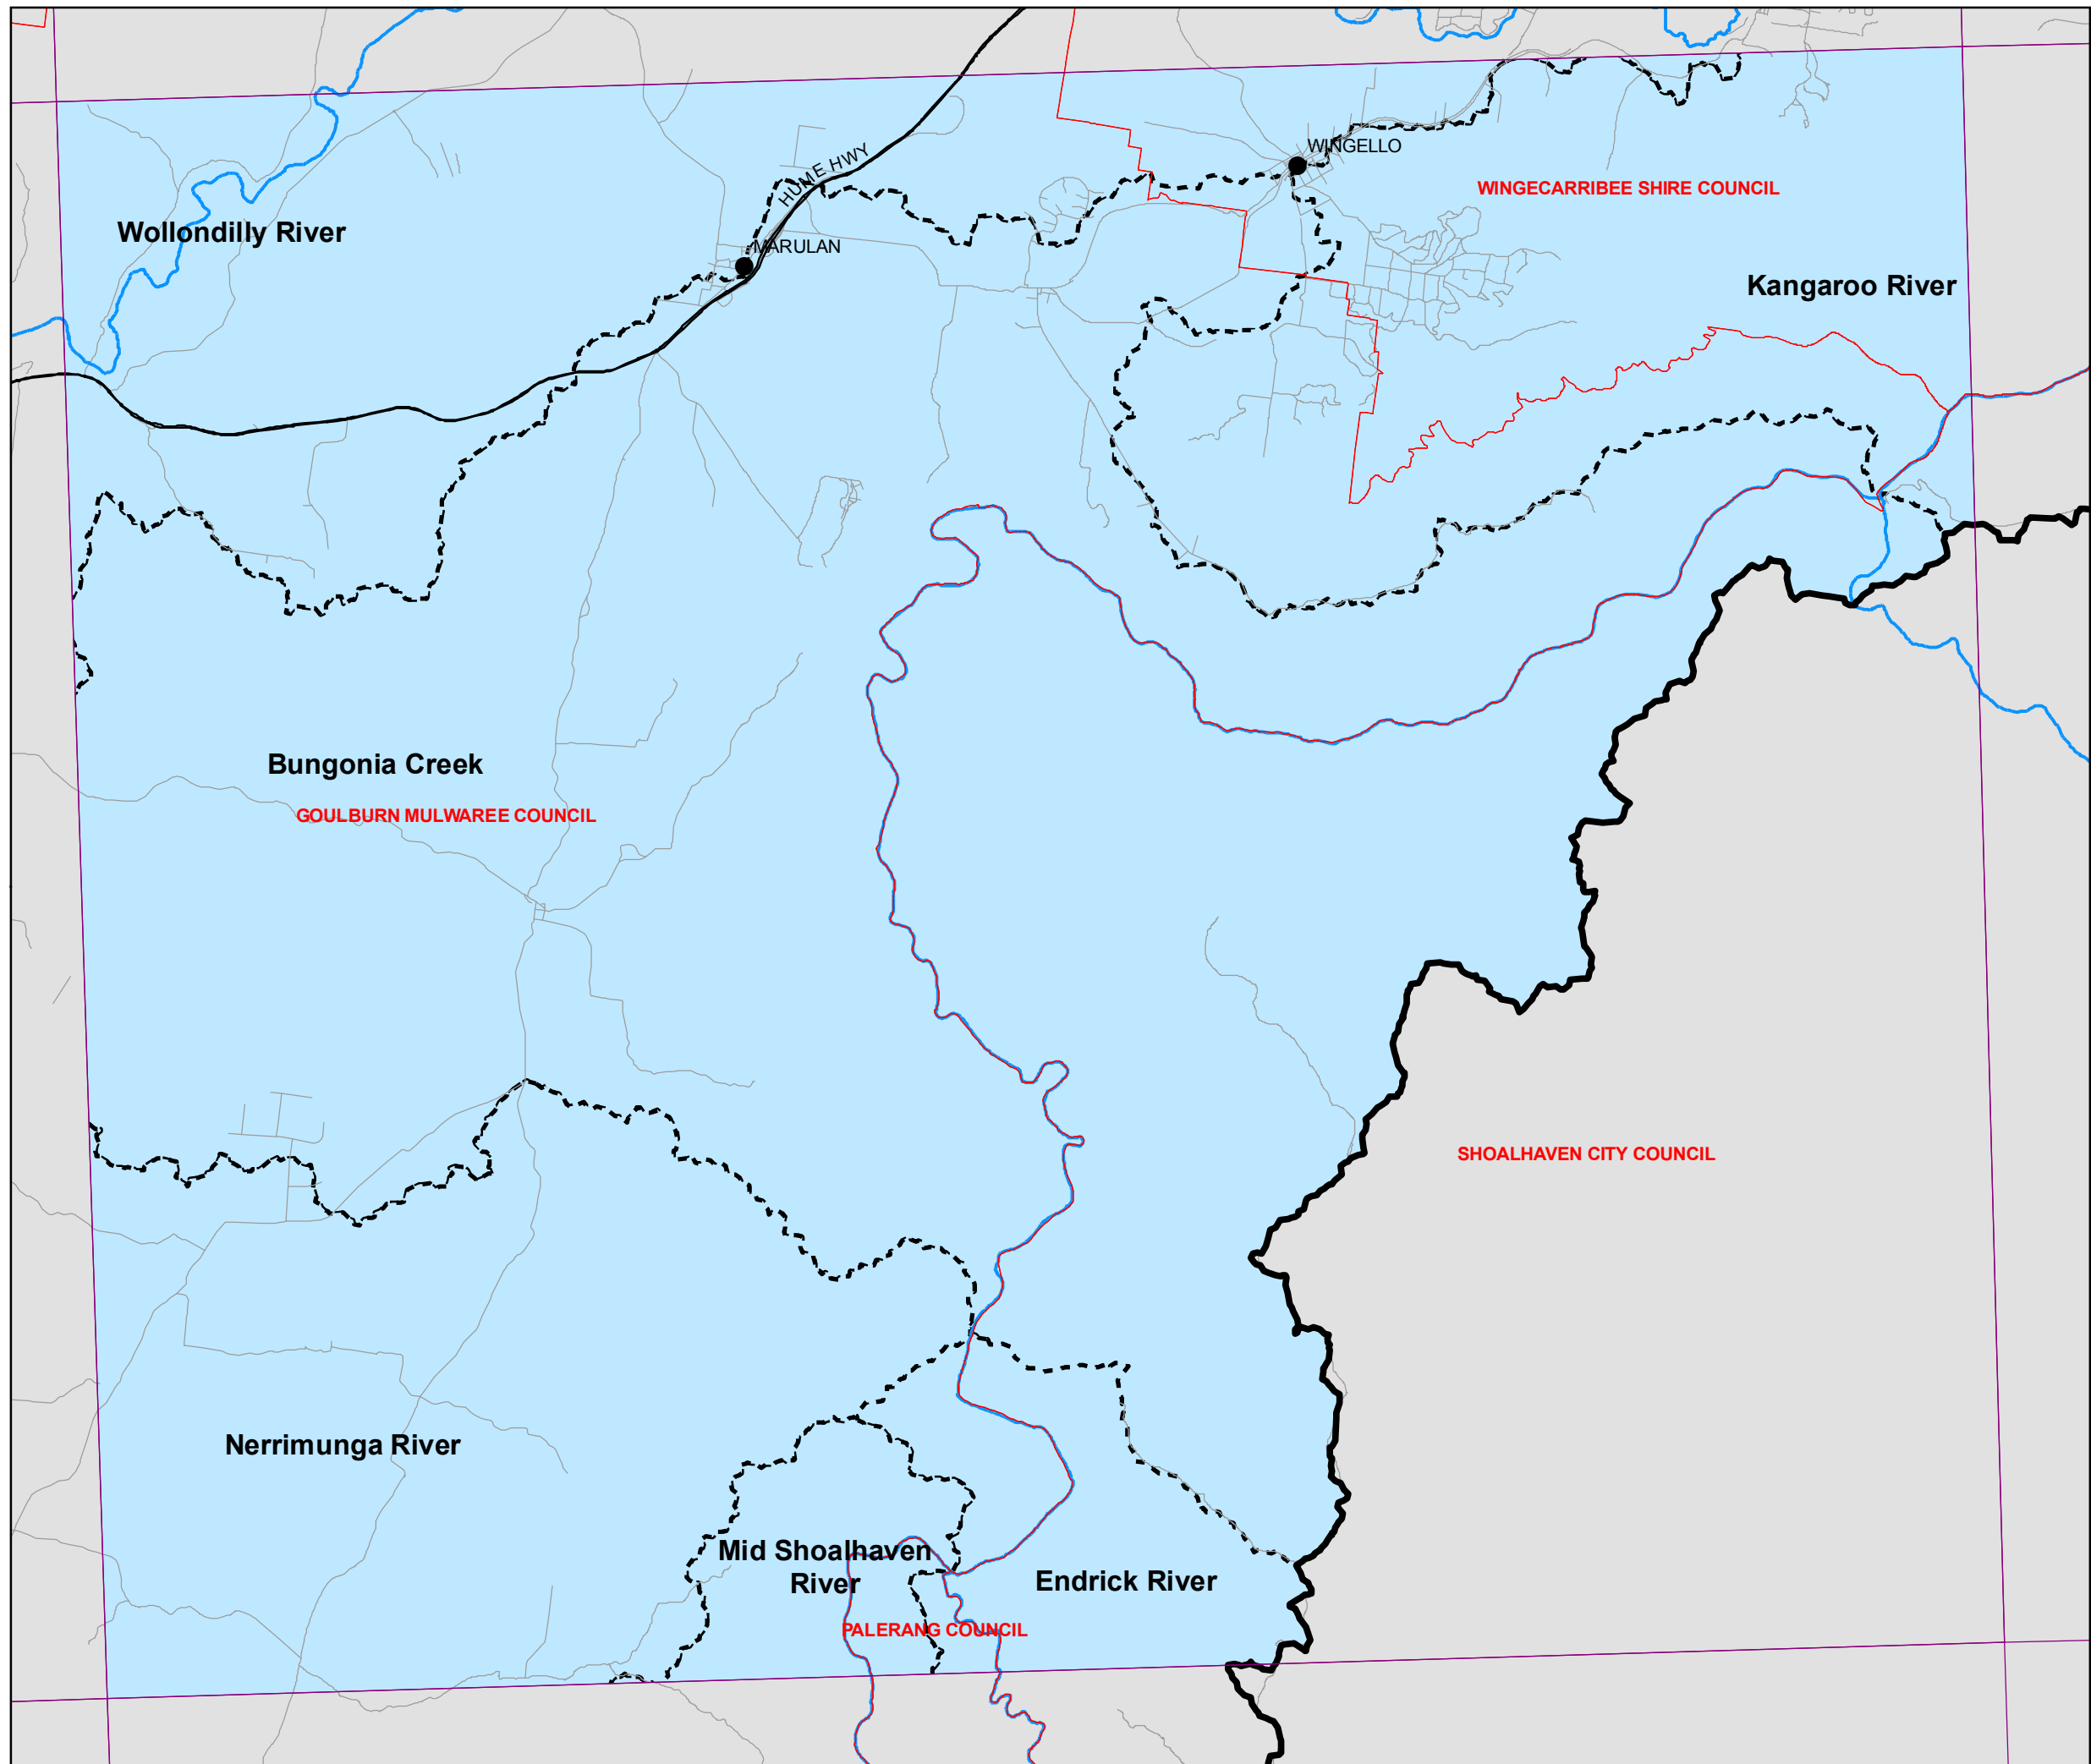 HUME HWY
WINGELLO
WINGECARRIBEE SHIRE COUNCIL
Wollondilly River
MARULAN
Kangaroo River
Bungonia Creek
GOULBURN MULWAREE COUNCIL
SHOALHAVEN CITY COUNCIL
Nerrimunga River
Mid Shoalhaven
River
Endrick River
PALERANG COUNCIL